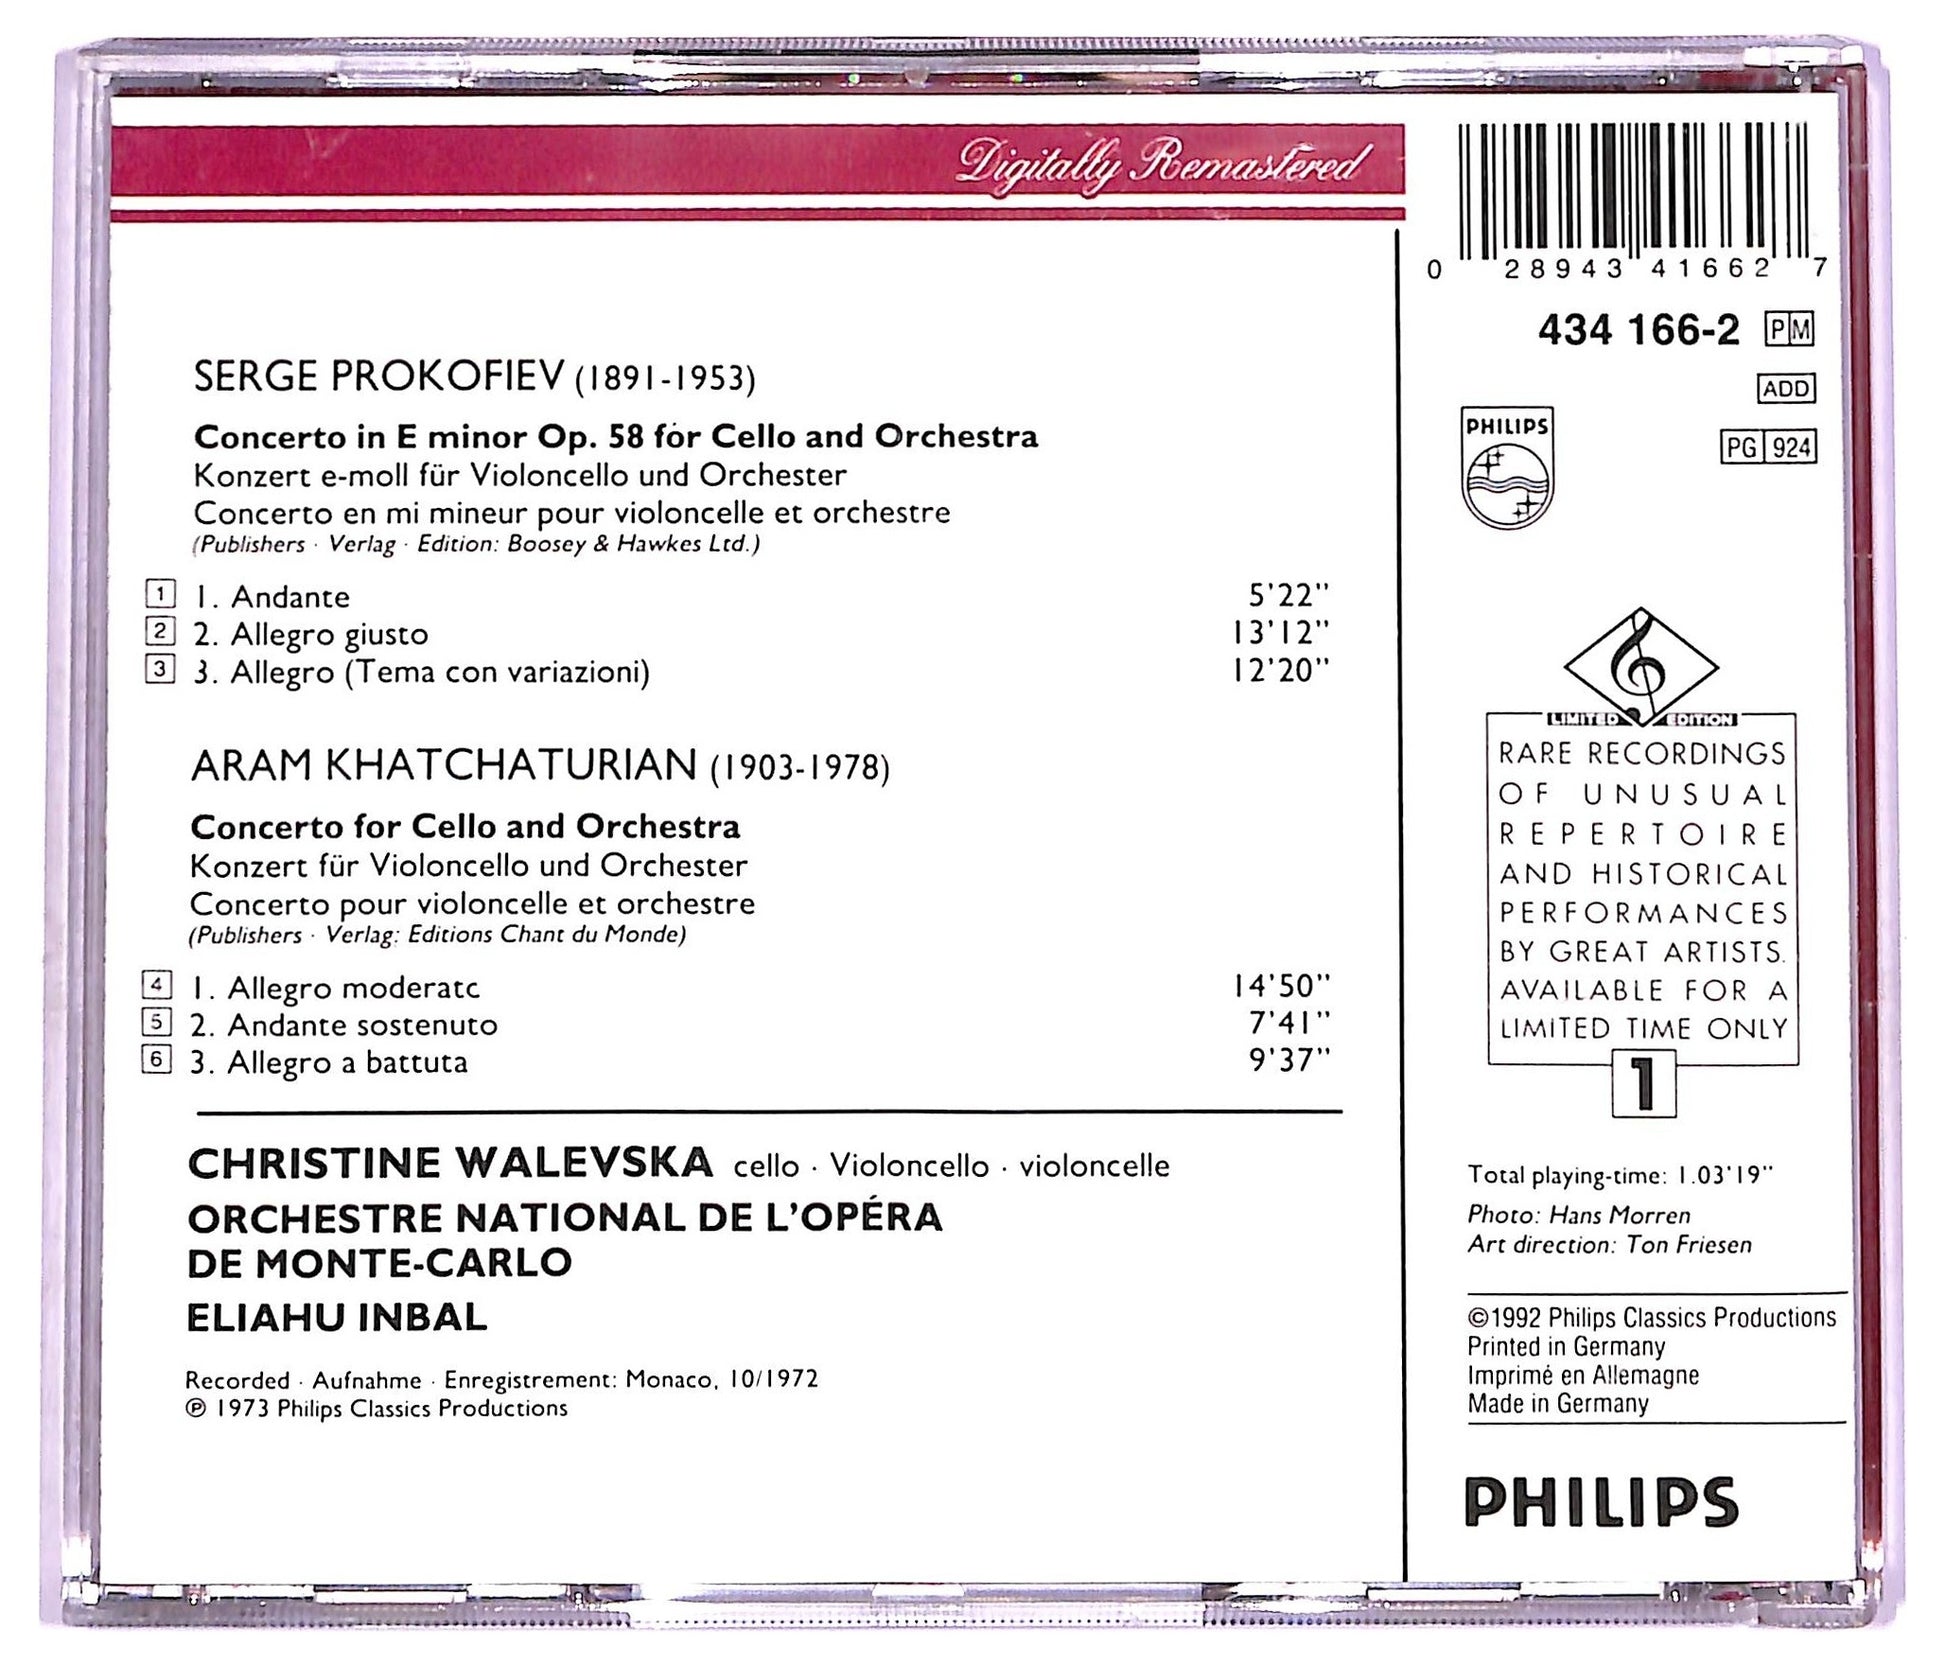 Digitally Remastered
0 28943 41662 7
434 166-2 PM
ADD
PG 924
PHILIPS
SERGE PROKOFIEV (1891-1953)
Concerto in E minor Op. 58 for Cello and Orchestra
Konzert e-moll für Violoncello und Orchester
Concerto en mi mineur pour violoncelle et orchestre
(Publishers · Verlag · Edition: Boosey & Hawkes Ltd.)
1 1. Andante 5'22"
2 2. Allegro giusto 13'12"
3 3. Allegro (Tema con variazioni) 12'20"
ARAM KHATCHATURIAN (1903-1978)
Concerto for Cello and Orchestra
Konzert für Violoncello und Orchester
Concerto pour violoncelle et orchestre
(Publishers · Verlag: Editions Chant du Monde)
4 1. Allegro moderato 14'50"
5 2. Andante sostenuto 7'41"
6 3. Allegro a battuta 9'37"
CHRISTINE WALEVSKA cello · Violoncello · violoncelle
ORCHESTRE NATIONAL DE L'OPÉRA
DE MONTE-CARLO
ELIAHU INBAL
Recorded · Aufnahme · Enregistrement: Monaco, 10/1972
℗ 1973 Philips Classics Productions
LIMITED EDITION
RARE RECORDINGS
OF UNUSUAL
REPERTOIRE
AND HISTORICAL
PERFORMANCES
BY GREAT ARTISTS.
AVAILABLE FOR A
LIMITED TIME ONLY
1
Total playing-time: 1.03'19"
Photo: Hans Morren
Art direction: Ton Friesen
©1992 Philips Classics Productions
Printed in Germany
Imprimé en Allemagne
Made in Germany
PHILIPS